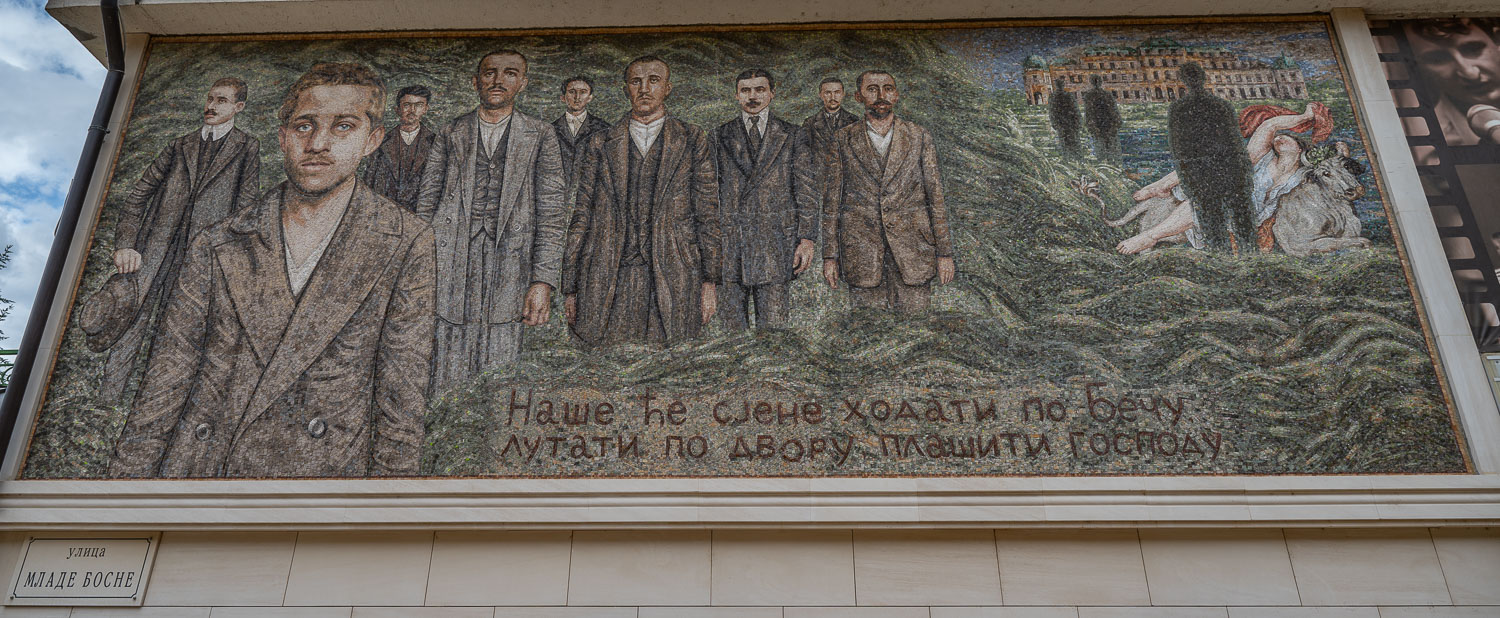 Наше ће сјене ходати по Бечу
лутати по двору плашити господу
улица
МЛАДЕ БОСНЕ